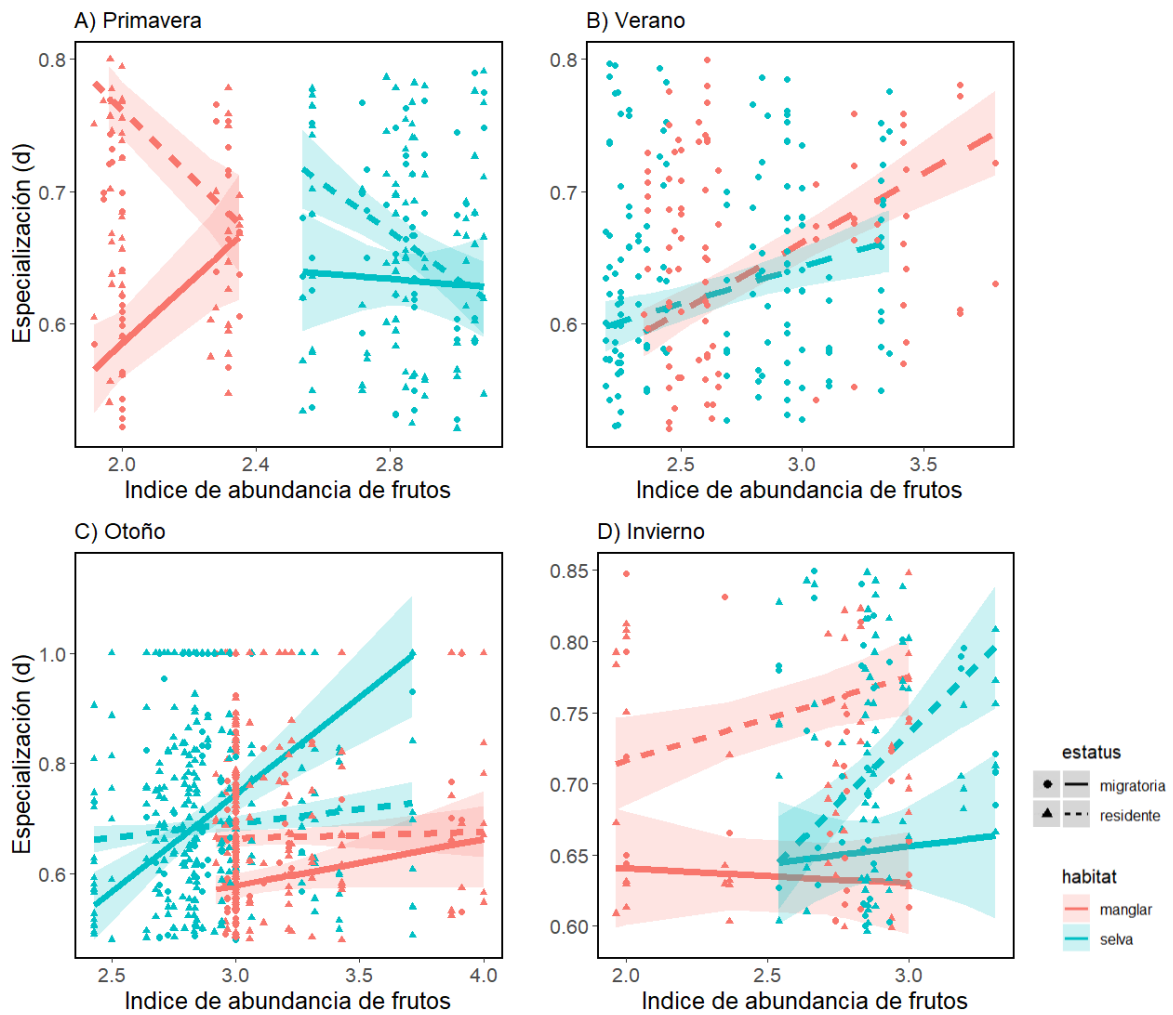 A) Primavera
B) Verano
Especialización (d)
0.8
0.7
0.6
2.0 2.4 2.8
Indice de abundancia de frutos
0.8
0.7
0.6
2.5 3.0 3.5
Indice de abundancia de frutos
C) Otoño
D) Invierno
Especialización (d)
1.0
0.8
0.6
2.5 3.0 3.5 4.0
Indice de abundancia de frutos
0.85
0.80
0.75
0.70
0.65
0.60
2.0 2.5 3.0
Indice de abundancia de frutos
estatus
migratoria
residente
habitat
manglar
selva